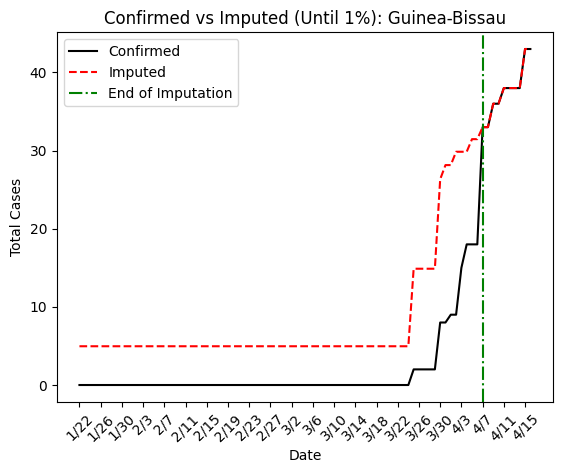 Confirmed vs Imputed (Until 1%): Guinea-Bissau
Confirmed
Imputed
End of Imputation
Total Cases
40
30
20
10
0
1/22 1/26 1/30 2/3 2/7 2/11 2/15 2/19 2/23 2/27 3/2 3/6 3/10 3/14 3/18 3/22 3/26 3/30 4/3 4/7 4/11 4/15
Date